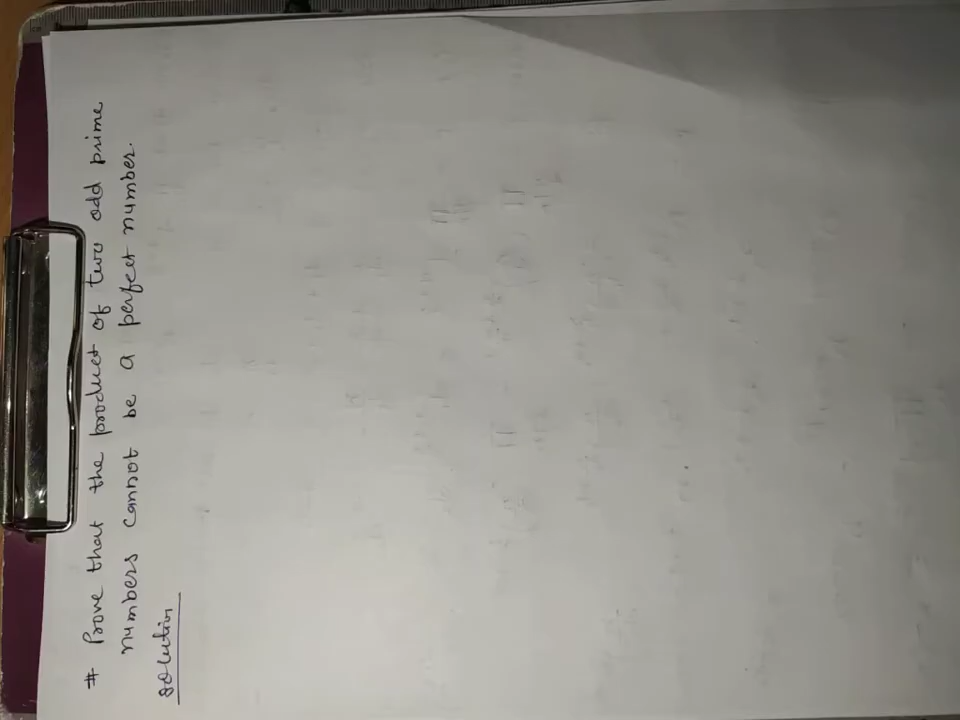 # Prove that the product of two odd prime
numbers cannot be a perfect number.
solution